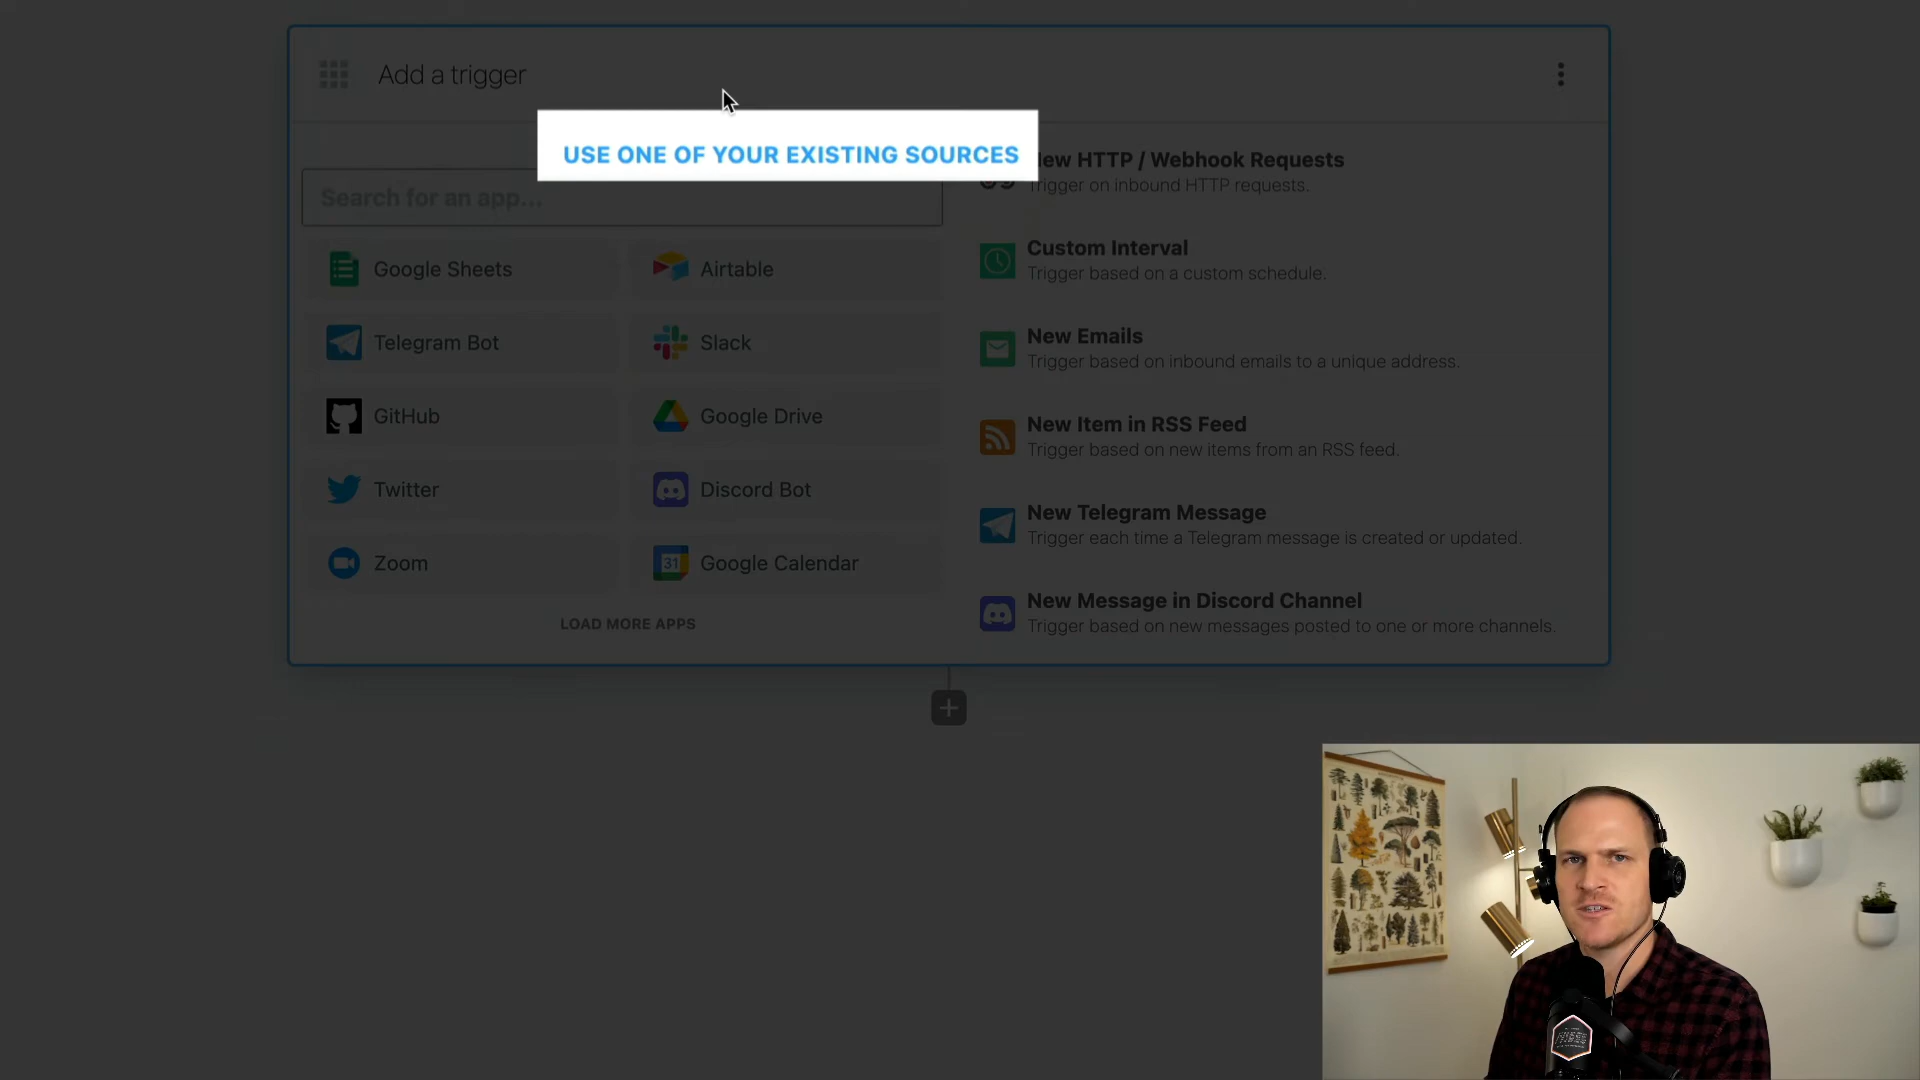 Add a trigger
USE ONE OF YOUR EXISTING SOURCES
Search for an app...
Google Sheets
Airtable
Telegram Bot
Slack
GitHub
Google Drive
Twitter
Discord Bot
Zoom
31
Google Calendar
LOAD MORE APPS
New HTTP / Webhook Requests
Trigger on inbound HTTP requests.
Custom Interval
Trigger based on a custom schedule.
New Emails
Trigger based on inbound emails to a unique address.
New Item in RSS Feed
Trigger based on new items from an RSS feed.
New Telegram Message
Trigger each time a Telegram message is created or updated.
New Message in Discord Channel
Trigger based on new messages posted to one or more channels.